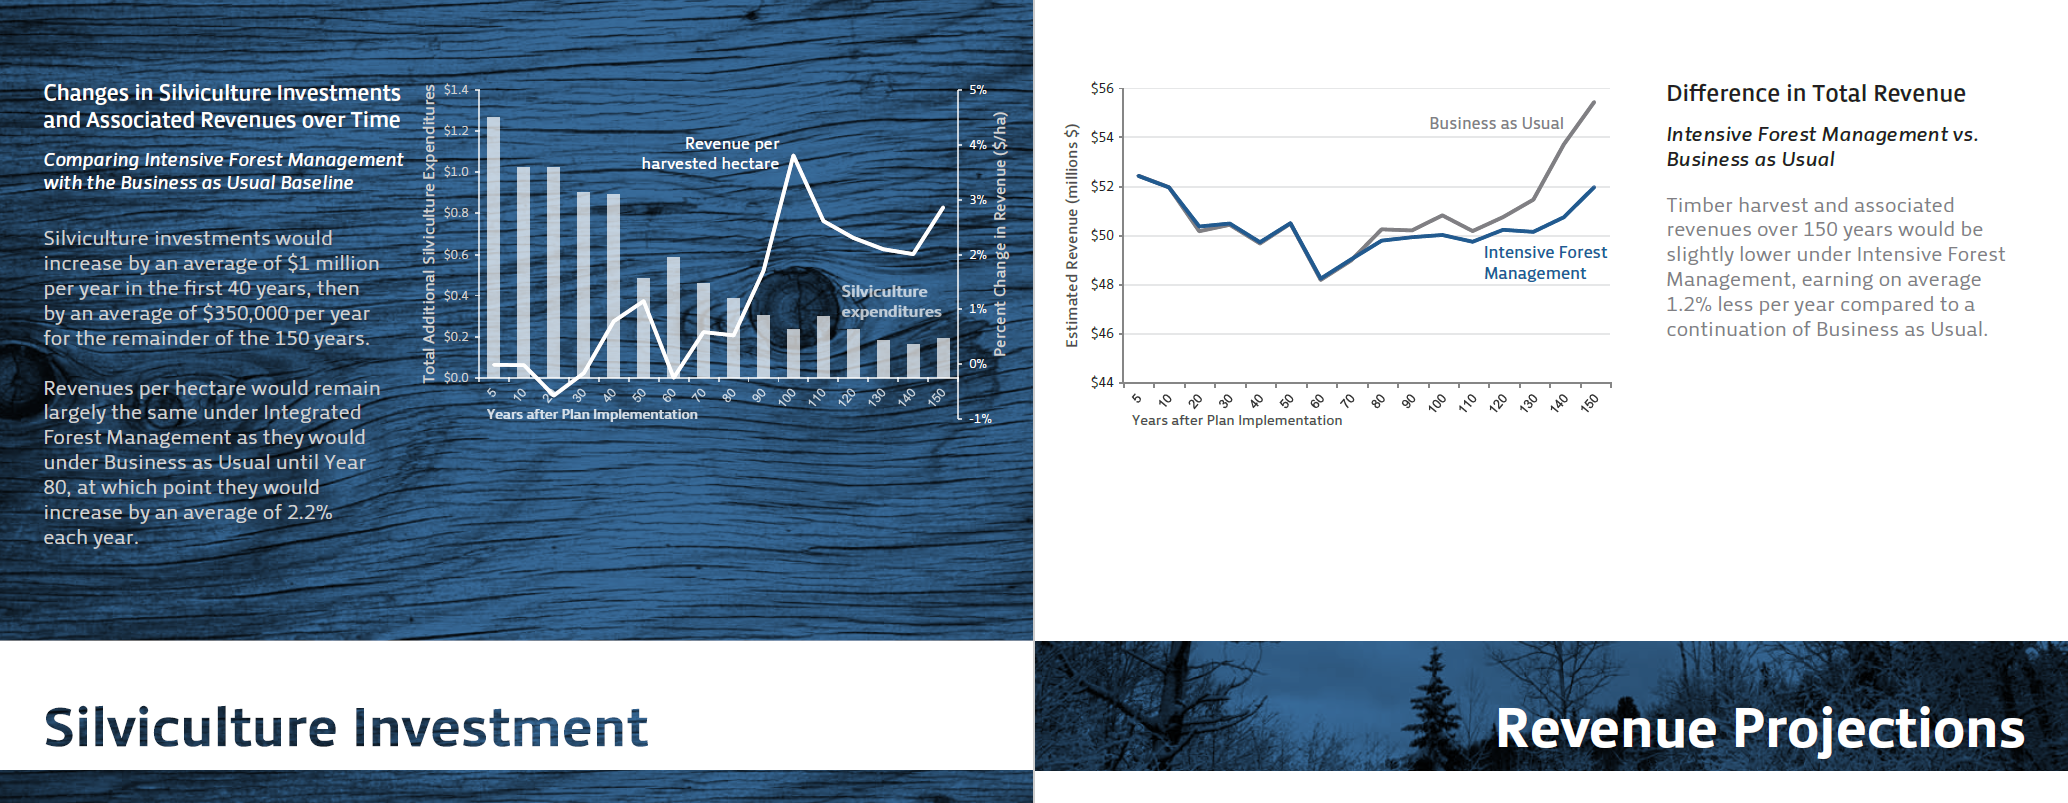 Changes in Silviculture Investments
and Associated Revenues over Time
Comparing Intensive Forest Management
with the Business as Usual Baseline
Silviculture investments would
increase by an average of $1 million
per year in the first 40 years, then
by an average of $350,000 per year
for the remainder of the 150 years.
Revenues per hectare would remain
largely the same under Integrated
Forest Management as they would
under Business as Usual until Year
80, at which point they would
increase by an average of 2.2%
each year.
Total Additional Silviculture Expenditures
$1.4
$1.2
$1.0
$0.8
$0.6
$0.4
$0.2
$0.0
Revenue per
harvested hectare
Silviculture
expenditures
5%
4%
3%
2%
1%
0%
-1%
Percent Change in Revenue ($/ha)
5 10 20 30 40 50 60 70 80 90 100 110 120 130 140 150
Years after Plan Implementation
Silviculture Investment
Estimated Revenue (millions $)
$56
$54
$52
$50
$48
$46
$44
Business as Usual
Intensive Forest
Management
5 10 20 30 40 50 60 70 80 90 100 110 120 130 140 150
Years after Plan Implementation
Difference in Total Revenue
Intensive Forest Management vs.
Business as Usual
Timber harvest and associated
revenues over 150 years would be
slightly lower under Intensive Forest
Management, earning on average
1.2% less per year compared to a
continuation of Business as Usual.
Revenue Projections